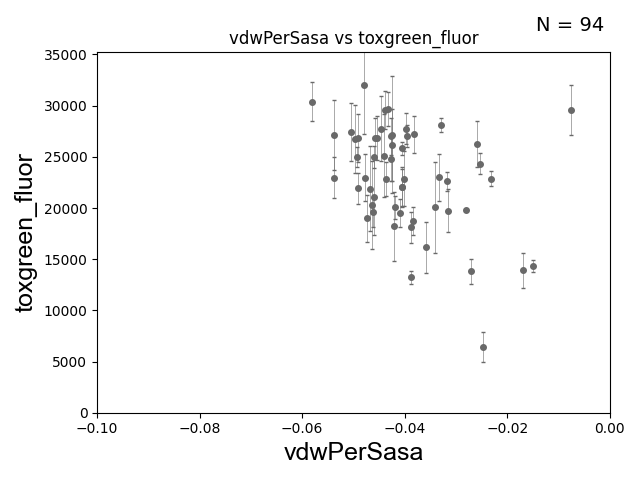 N = 94
vdwPerSasa vs toxgreen_fluor
35000
30000
25000
20000
15000
10000
5000
0
toxgreen_fluor
−0.10 −0.08 −0.06 −0.04 −0.02 0.00
vdwPerSasa